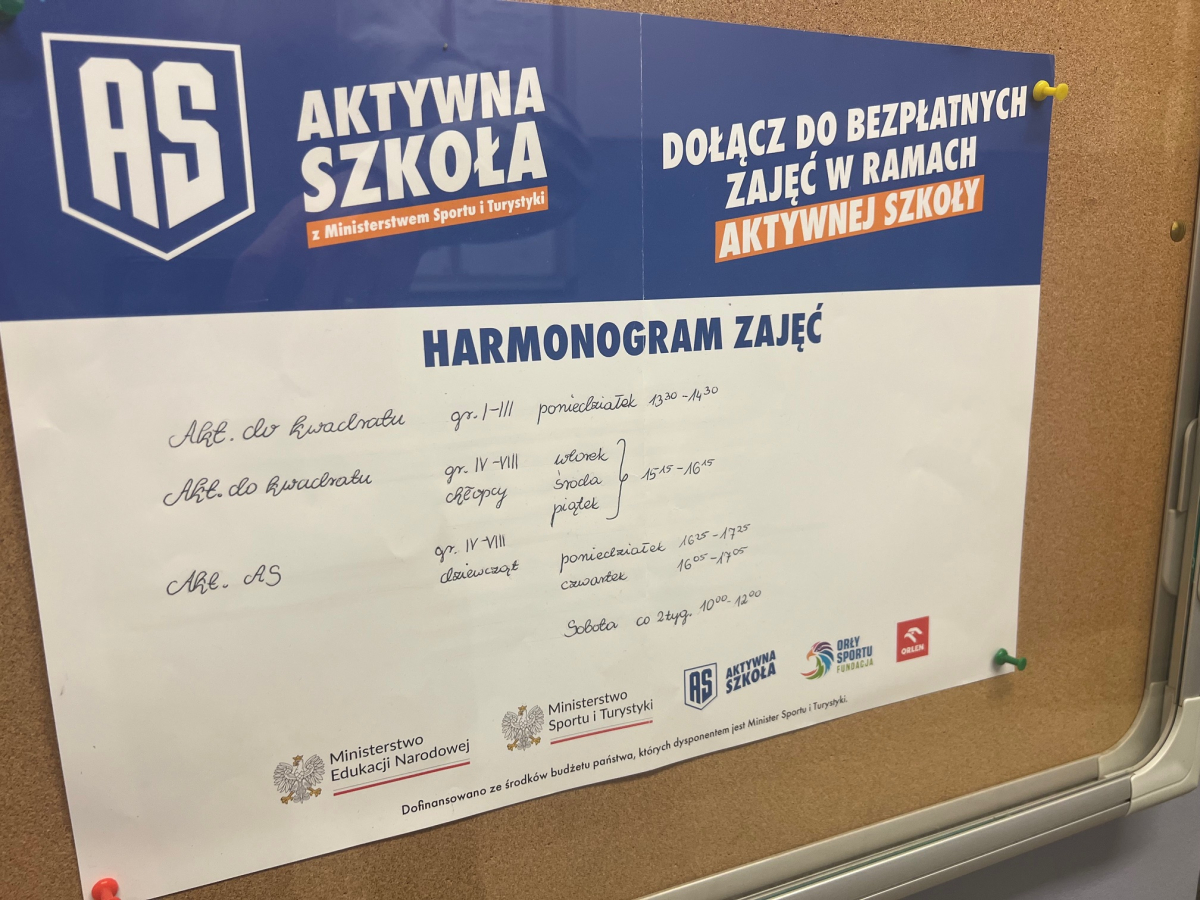 AS
AKTYWNA
SZKOŁA
z Ministerstwem Sportu i Turystyki
DOŁĄCZ DO BEZPŁATNYCH
ZAJĘĆ W RAMACH
AKTYWNEJ SZKOŁY
HARMONOGRAM ZAJĘĆ
Akt. do kwadratu gr. I-III poniedziałek 13³⁰-14³⁰
Akt. do kwadratu gr. IV-VIII wtorek
chłopcy środa 15¹⁵-16¹⁵
piątek
gr. IV-VIII
Akt. AS dziewcząt poniedziałek 16²⁵-17²⁵
czwartek 16⁰⁵-17⁰⁵
Sobota co 2tyg. 10⁰⁰-12⁰⁰
Ministerstwo
Edukacji Narodowej
Ministerstwo
Sportu i Turystyki
AS AKTYWNA
SZKOŁA
ORŁY
SPORTU
FUNDACJA
ORLEN
Dofinansowano ze środków budżetu państwa, których dysponentem jest Minister Sportu i Turystyki.